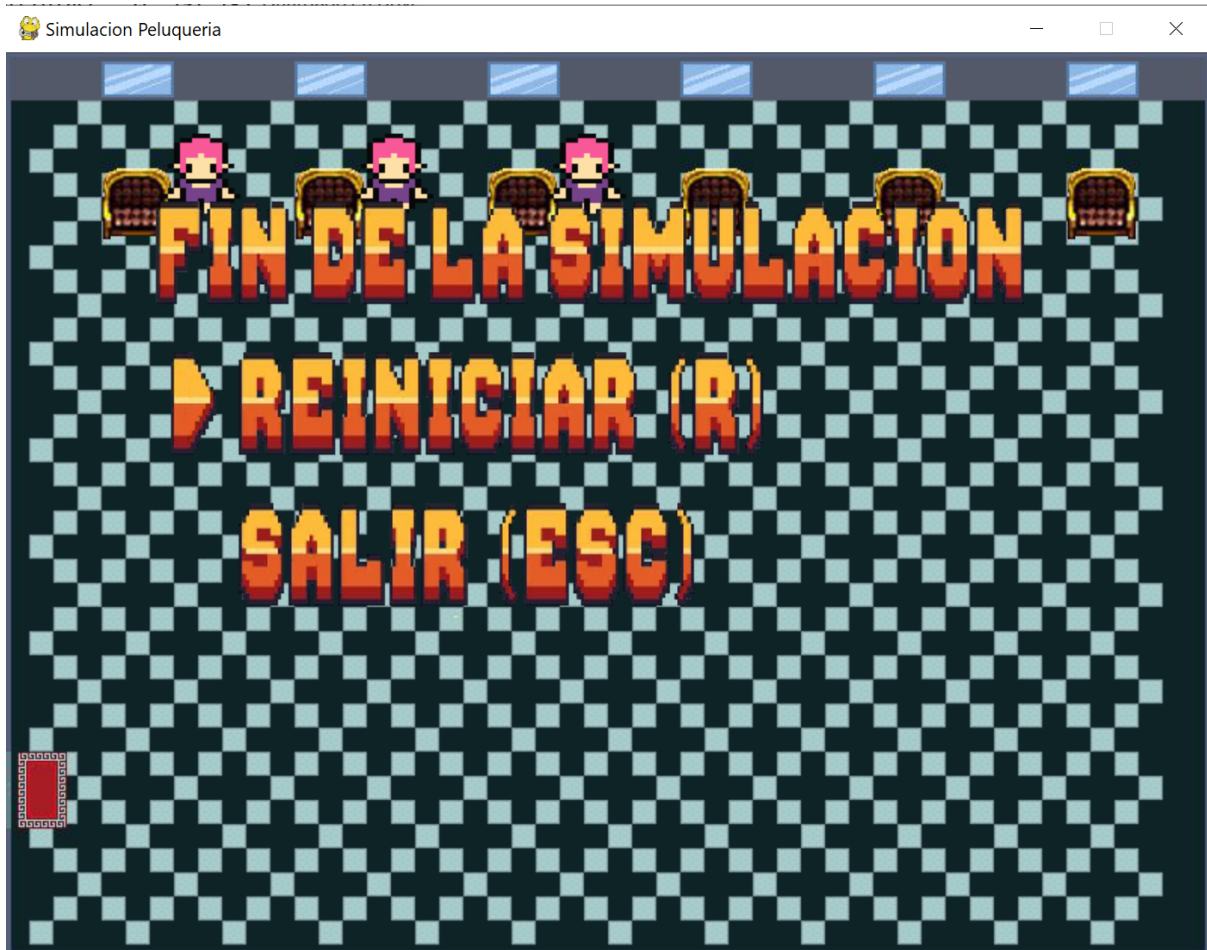 Simulacion Peluqueria
FIN DE LA SIMULACION
REINICIAR (R)
SALIR (ESC)